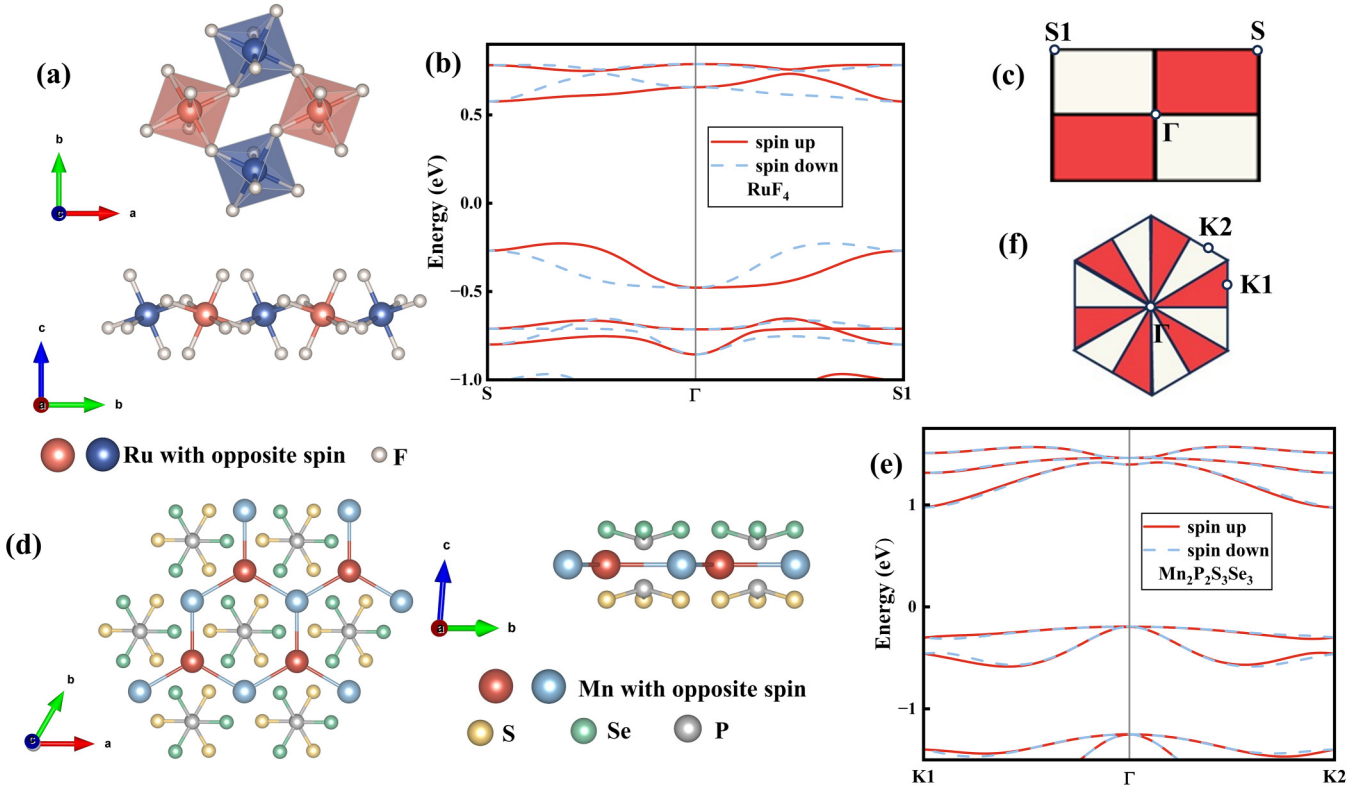 (a)
b
a
c
c
b
a
Ru with opposite spin
F
(b)
Energy (eV)
0.5
0.0
−0.5
−1.0
spin up
spin down
RuF4
S
Γ
S1
(c)
S1
S
Γ
(f)
K2
K1
Γ
(d)
b
c
a
c
a
b
Mn with opposite spin
S
Se
P
(e)
Energy (eV)
1
0
−1
spin up
spin down
Mn2P2S3Se3
K1
Γ
K2